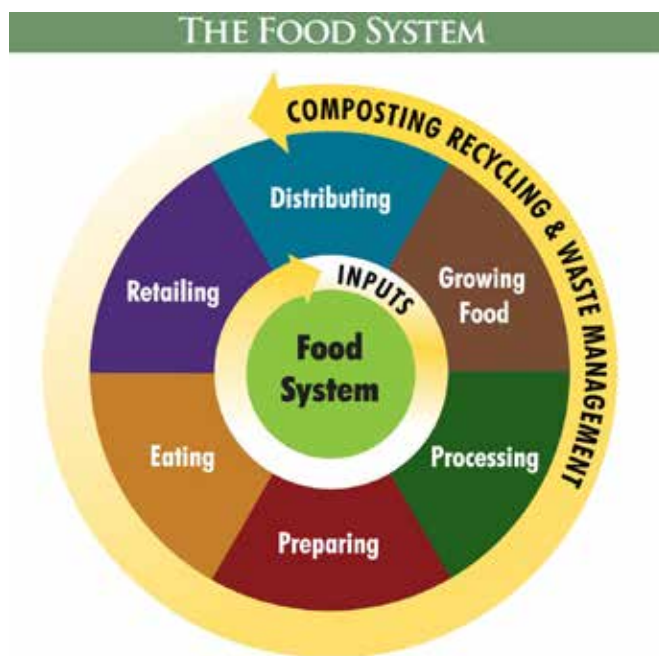 THE FOOD SYSTEM
COMPOSTING RECYCLING & WASTE MANAGEMENT
Distributing
Retailing
INPUTS
Growing
Food
Food
System
Eating
Processing
Preparing